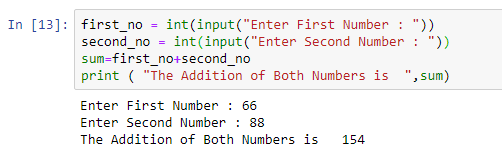 In [13]: first_no = int(input("Enter First Number : "))
second_no = int(input("Enter Second Number : "))
sum=first_no+second_no
print ( "The Addition of Both Numbers is  ",sum)
Enter First Number : 66
Enter Second Number : 88
The Addition of Both Numbers is   154